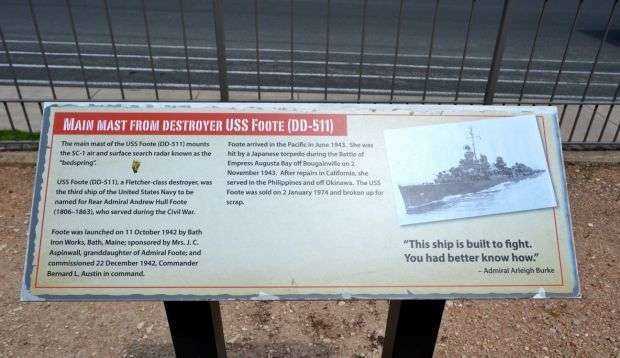 MAIN MAST FROM DESTROYER USS FOOTE (DD-511)
The main mast of the USS Foote (DD-511) mounts
the SC-1 air and surface search radar known as the
"bedspring".
USS Foote (DD-511), a Fletcher-class destroyer, was
the third ship of the United States Navy to be
named for Rear Admiral Andrew Hull Foote
(1806–1863), who served during the Civil War.
Foote was launched on 11 October 1942 by Bath
Iron Works, Bath, Maine; sponsored by Mrs. J. C.
Aspinwall, granddaughter of Admiral Foote; and
commissioned 22 December 1942, Commander
Bernard L. Austin in command.
Foote arrived in the Pacific in June 1943. She was
hit by a Japanese torpedo during the Battle of
Empress Augusta Bay off Bougainville on 2
November 1943. After repairs in California, she
served in the Philippines and off Okinawa. The USS
Foote was sold on 2 January 1974 and broken up for
scrap.
"This ship is built to fight.
You had better know how."
– Admiral Arleigh Burke